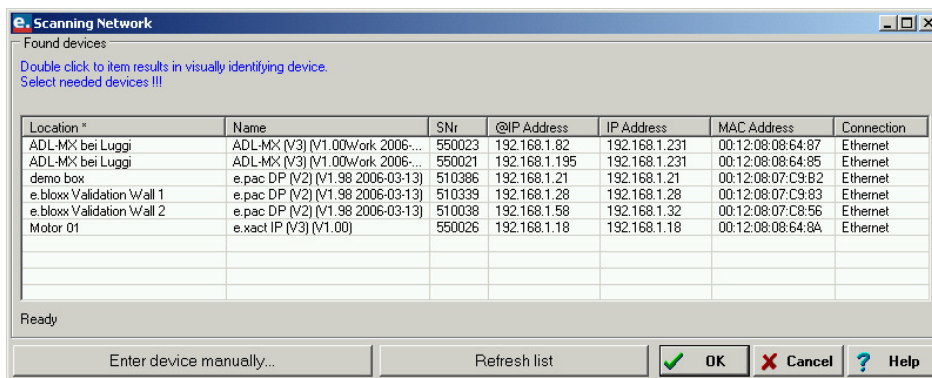 e. Scanning Network
Found devices
Double click to item results in visually identifying device.
Select needed devices !!!
Location * Name SNr @IP Address IP Address MAC Address Connection
ADL-MX bei Luggi ADL-MX (V3) (V1.00Work 2006-... 550023 192.168.1.82 192.168.1.231 00:12:08:08:64:87 Ethernet
ADL-MX bei Luggi ADL-MX (V3) (V1.00Work 2006-... 550021 192.168.1.195 192.168.1.231 00:12:08:08:64:85 Ethernet
demo box e.pac DP (V2) (V1.98 2006-03-13) 510386 192.168.1.21 192.168.1.21 00:12:08:07:C9:B2 Ethernet
e.bloxx Validation Wall 1 e.pac DP (V2) (V1.98 2006-03-13) 510339 192.168.1.28 192.168.1.28 00:12:08:07:C9:83 Ethernet
e.bloxx Validation Wall 2 e.pac DP (V2) (V1.98 2006-03-13) 510038 192.168.1.58 192.168.1.32 00:12:08:07:C8:56 Ethernet
Motor 01 e.xact IP (V3) (V1.00) 550026 192.168.1.18 192.168.1.18 00:12:08:08:64:8A Ethernet
Ready
Enter device manually... Refresh list OK Cancel ? Help